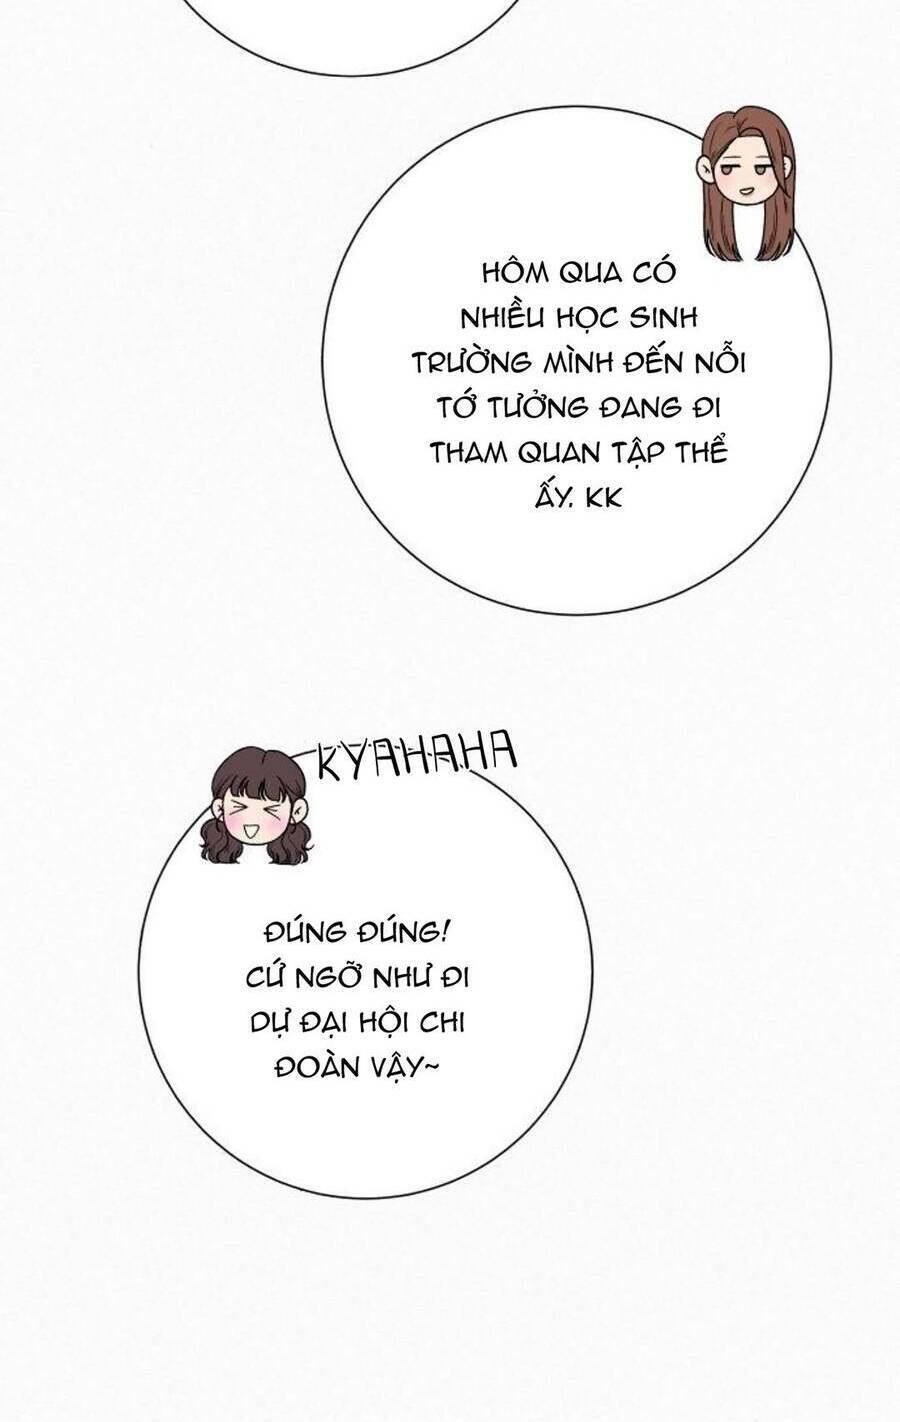 HÔM QUA CÓ
NHIỀU HỌC SINH
TRƯỜNG MÌNH ĐẾN NỖI
TỚ TƯỞNG ĐANG ĐI
THAM QUAN TẬP THỂ
ẤY. KK
KYAHAHA
ĐÚNG ĐÚNG!
CỨ NGỠ NHƯ ĐI
DỰ ĐẠI HỘI CHI
ĐOÀN VẬY~